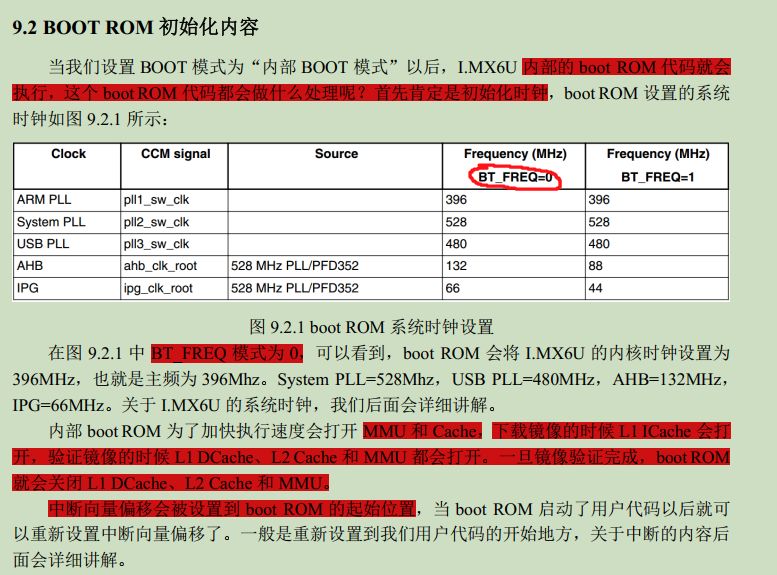 9.2 BOOT ROM 初始化内容
当我们设置 BOOT 模式为“内部 BOOT 模式”以后，I.MX6U 内部的 boot ROM 代码就会
执行，这个 boot ROM 代码都会做什么处理呢？首先肯定是初始化时钟，boot ROM 设置的系统
时钟如图 9.2.1 所示：
Clock CCM signal Source Frequency (MHz) Frequency (MHz)
BT_FREQ=0 BT_FREQ=1
ARM PLL pll1_sw_clk 396 396
System PLL pll2_sw_clk 528 528
USB PLL pll3_sw_clk 480 480
AHB ahb_clk_root 528 MHz PLL/PFD352 132 88
IPG ipg_clk_root 528 MHz PLL/PFD352 66 44
图 9.2.1 boot ROM 系统时钟设置
在图 9.2.1 中 BT_FREQ 模式为 0，可以看到，boot ROM 会将 I.MX6U 的内核时钟设置为
396MHz，也就是主频为 396Mhz。System PLL=528Mhz，USB PLL=480MHz，AHB=132MHz，
IPG=66MHz。关于 I.MX6U 的系统时钟，我们后面会详细讲解。
内部 boot ROM 为了加快执行速度会打开 MMU 和 Cache，下载镜像的时候 L1 ICache 会打
开，验证镜像的时候 L1 DCache、L2 Cache 和 MMU 都会打开。一旦镜像验证完成，boot ROM
就会关闭 L1 DCache、L2 Cache 和 MMU。
中断向量偏移会被设置到 boot ROM 的起始位置，当 boot ROM 启动了用户代码以后就可
以重新设置中断向量偏移了。一般是重新设置到我们用户代码的开始地方，关于中断的内容后
面会详细讲解。